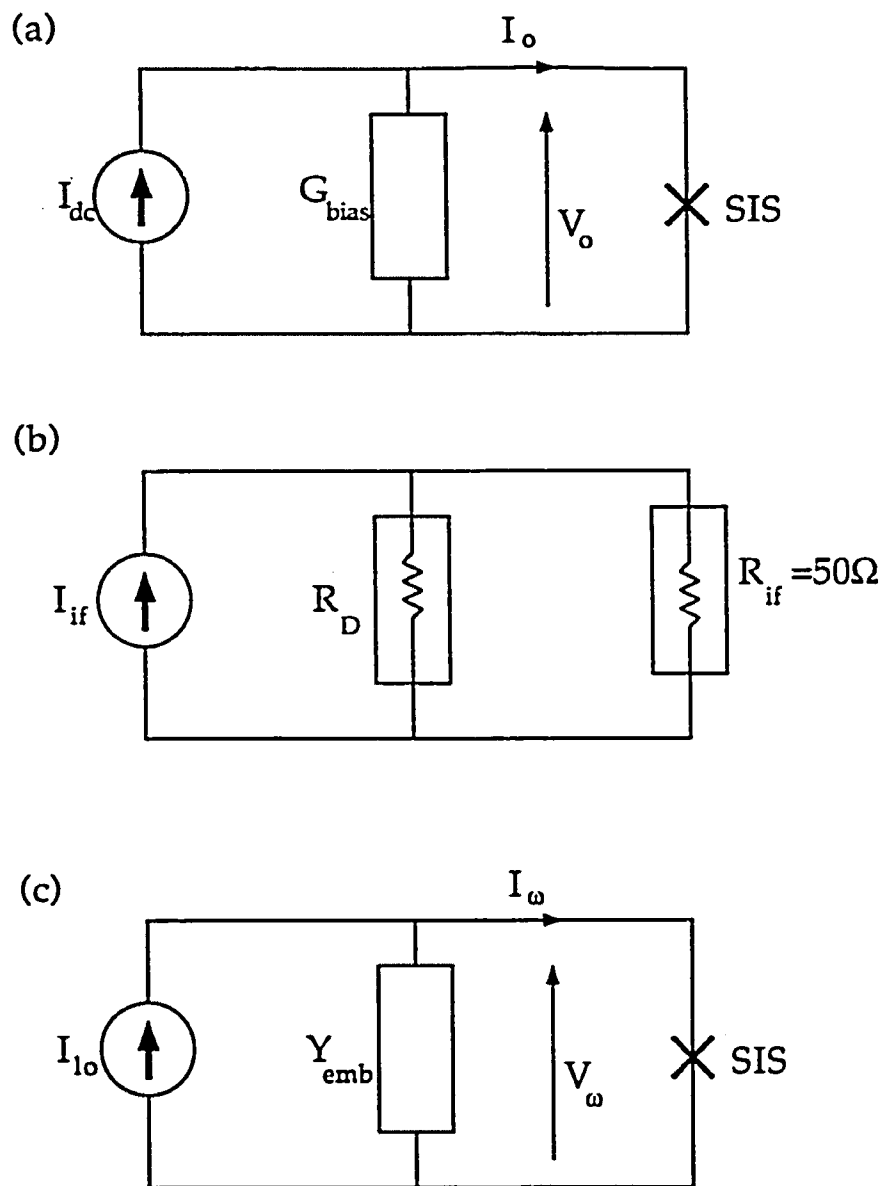 (a)
I_o
I_dc
G_bias
V_o
SIS
(b)
I_if
R_D
R_if =50Ω
(c)
I_ω
I_lo
Y_emb
V_ω
SIS